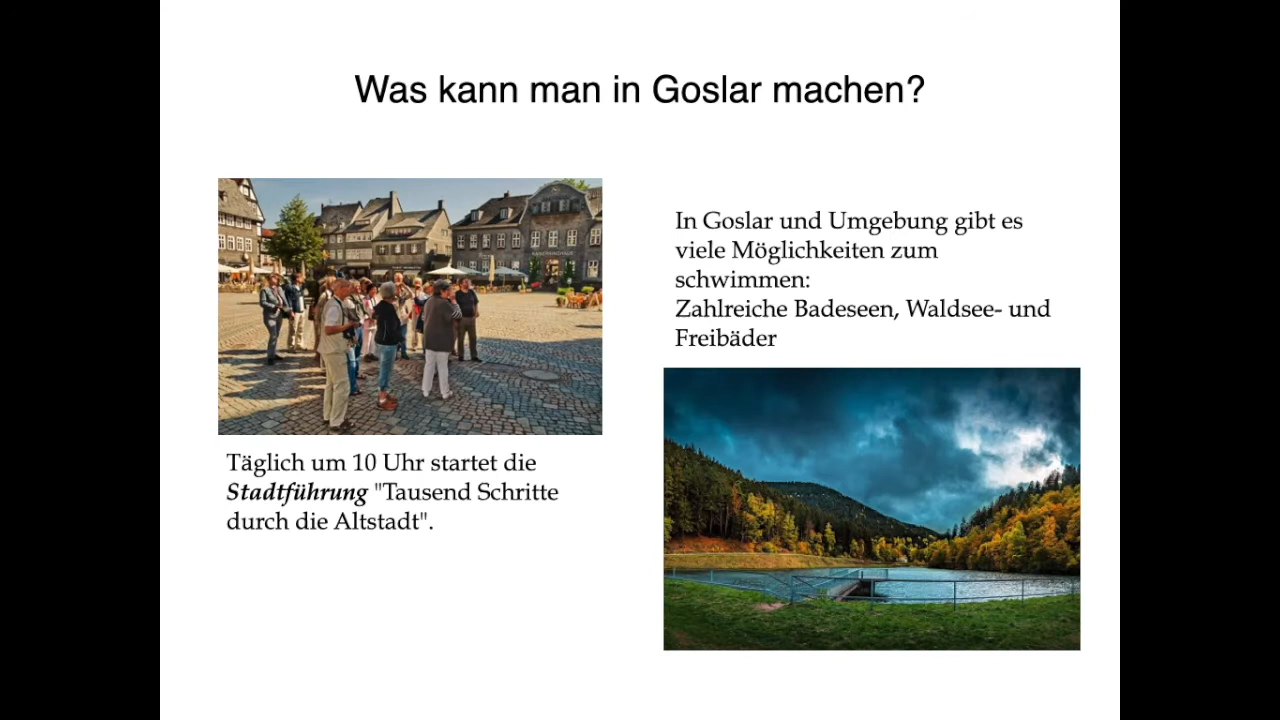 Was kann man in Goslar machen?
Täglich um 10 Uhr startet die
Stadtführung "Tausend Schritte
durch die Altstadt".
In Goslar und Umgebung gibt es
viele Möglichkeiten zum
schwimmen:
Zahlreiche Badeseen, Waldsee- und
Freibäder